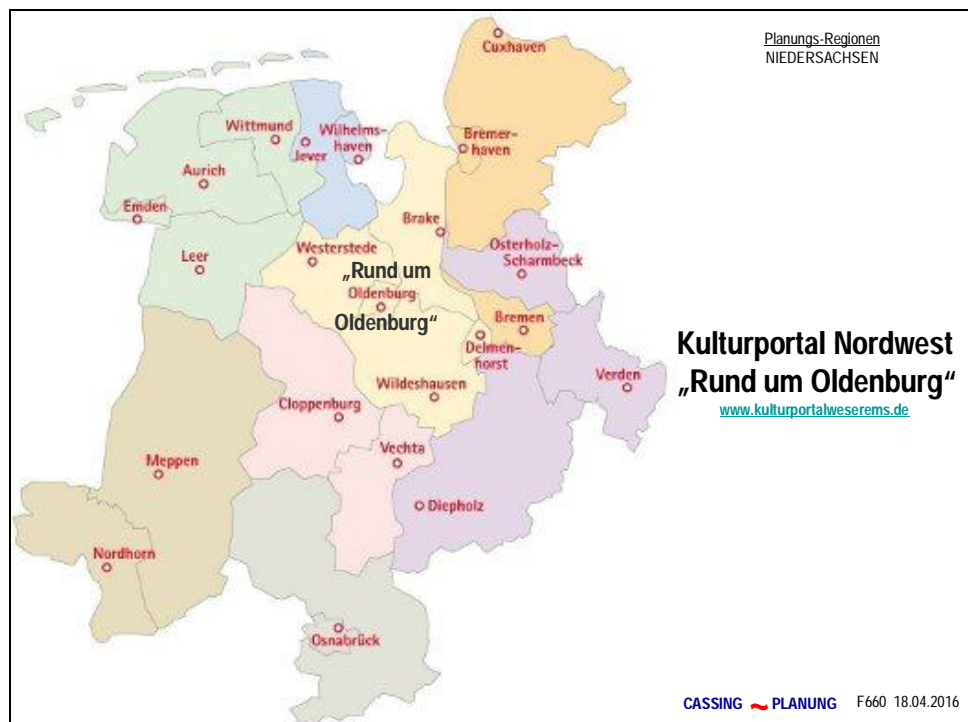 Planungs-Regionen
NIEDERSACHSEN
Cuxhaven
Wittmund
Jever
Wilhelms-
haven
Bremer-
haven
Aurich
Emden
Brake
Leer
Westerstede
Osterholz-
Scharmbeck
„Rund um
Oldenburg
Oldenburg“
Bremen
Delmen-
horst
Verden
Wildeshausen
Cloppenburg
Vechta
Meppen
Diepholz
Nordhorn
Osnabrück
Kulturportal Nordwest
„Rund um Oldenburg“
www.kulturportalweserems.de
CASSING ~ PLANUNG F660 18.04.2016